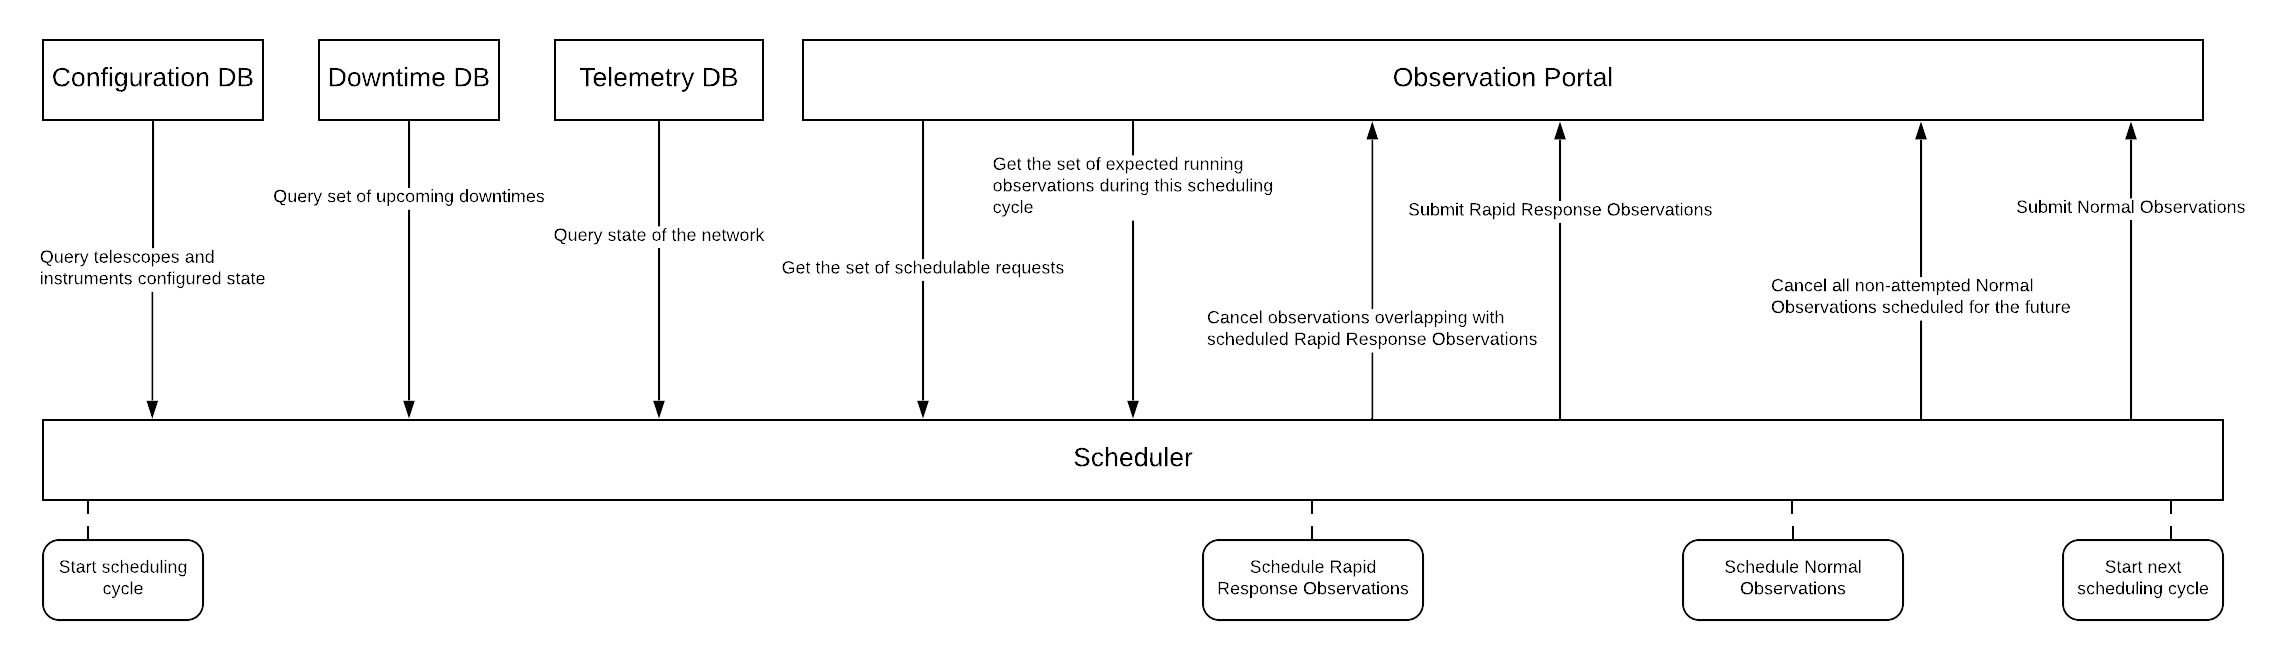 Configuration DB
Downtime DB
Telemetry DB
Observation Portal
Query telescopes and
instruments configured state
Query set of upcoming downtimes
Query state of the network
Get the set of schedulable requests
Get the set of expected running
observations during this scheduling
cycle
Cancel observations overlapping with
scheduled Rapid Response Observations
Submit Rapid Response Observations
Cancel all non-attempted Normal
Observations scheduled for the future
Submit Normal Observations
Scheduler
Start scheduling
cycle
Schedule Rapid
Response Observations
Schedule Normal
Observations
Start next
scheduling cycle